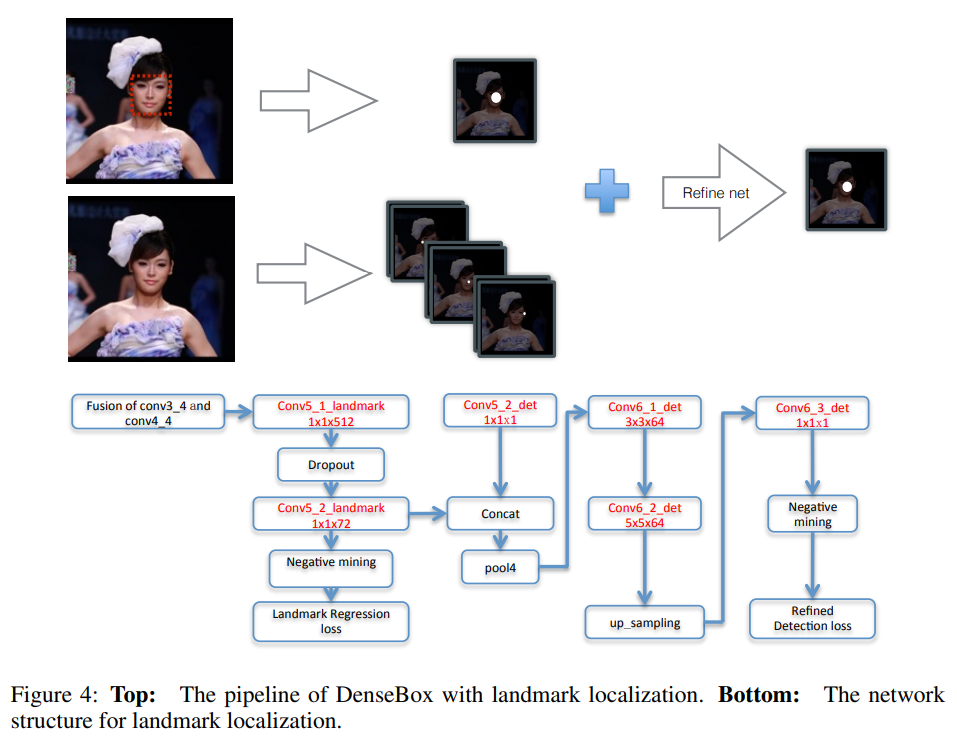 Refine net
Fusion of conv3_4 and
conv4_4
Conv5_1_landmark
1x1x512
Dropout
Conv5_2_landmark
1x1x72
Negative mining
Landmark Regression
loss
Conv5_2_det
1x1x1
Concat
pool4
Conv6_1_det
3x3x64
Conv6_2_det
5x5x64
up_sampling
Conv6_3_det
1x1x1
Negative
mining
Refined
Detection loss
Figure 4: Top: The pipeline of DenseBox with landmark localization. Bottom: The network
structure for landmark localization.